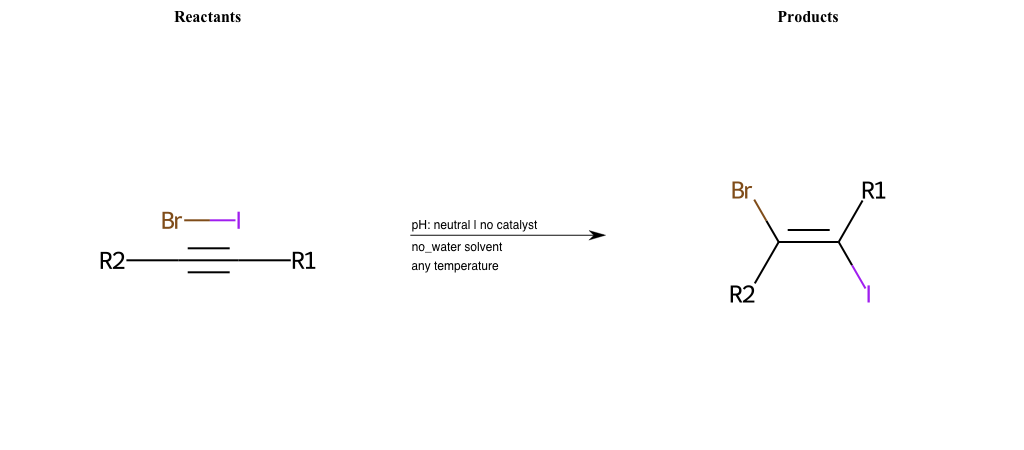 Reactants
Products
Br I
R2 R1
pH: neutral | no catalyst
no_water solvent
any temperature
Br R1
R2 I